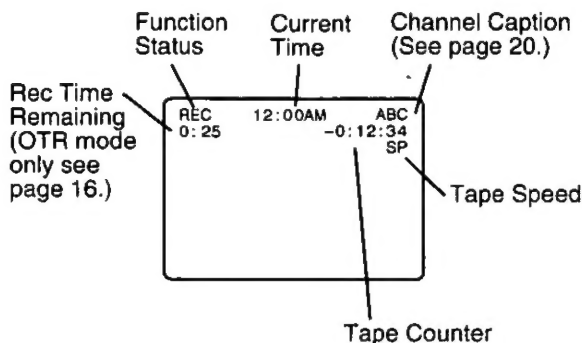 Function
Status
Current
Time
Channel Caption
(See page 20.)
Rec Time
Remaining
(OTR mode
only see
page 16.)
REC 12:00AM ABC
0:25 -0:12:34
SP
Tape Speed
Tape Counter